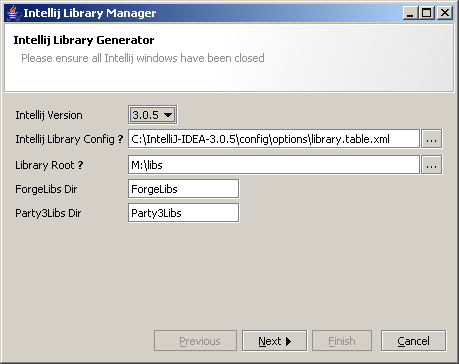 Intellij Library Manager
Intellij Library Generator
Please ensure all Intellij windows have been closed
Intellij Version 3.0.5
Intellij Library Config ? C:\IntelliJ-IDEA-3.0.5\config\options\library.table.xml ...
Library Root ? M:\libs ...
ForgeLibs Dir ForgeLibs
Party3Libs Dir Party3Libs
Previous Next Finish Cancel